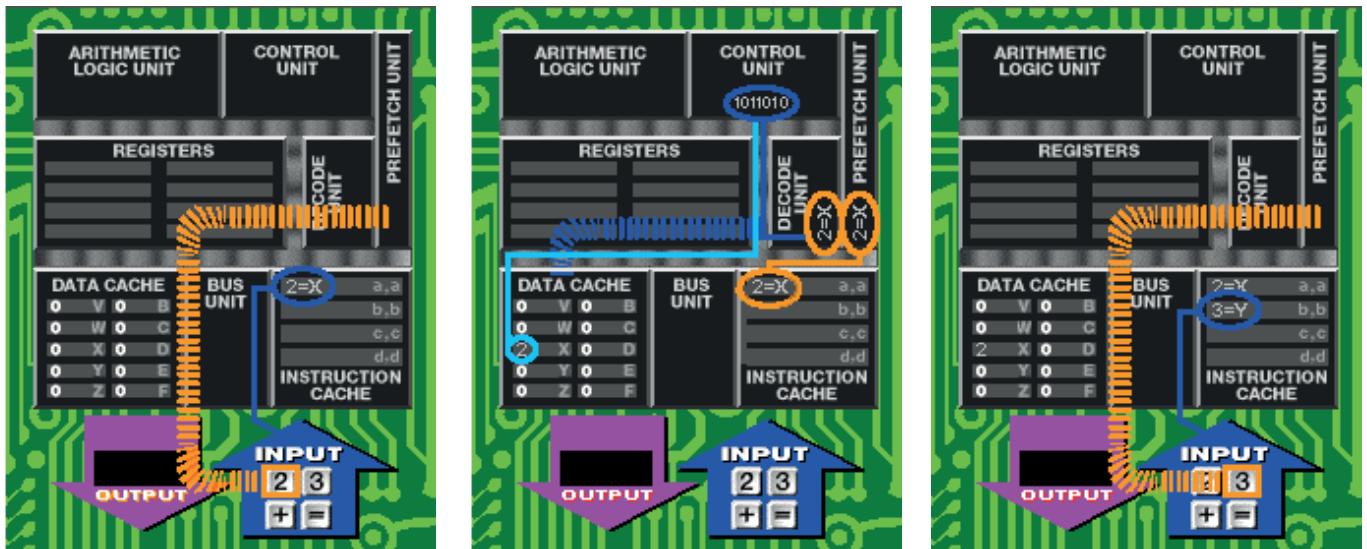 ARITHMETIC
LOGIC UNIT
CONTROL
UNIT
PREFETCH UNIT
REGISTERS
DECODE
UNIT
DATA CACHE
0 V 0 B
0 W 0 C
0 X 0 D
0 Y 0 E
0 Z 0 F
BUS
UNIT
2=X a,a
b,b
c,c
d,d
INSTRUCTION
CACHE
OUTPUT
INPUT
2 3
+ =
ARITHMETIC
LOGIC UNIT
CONTROL
UNIT
1011010
PREFETCH UNIT
2=X
REGISTERS
DECODE
UNIT
2=X
DATA CACHE
0 V 0 B
0 W 0 C
2 X 0 D
0 Y 0 E
0 Z 0 F
BUS
UNIT
2=X a,a
b,b
c,c
d,d
INSTRUCTION
CACHE
OUTPUT
INPUT
2 3
+ =
ARITHMETIC
LOGIC UNIT
CONTROL
UNIT
PREFETCH UNIT
REGISTERS
DECODE
UNIT
DATA CACHE
0 V 0 B
0 W 0 C
2 X 0 D
0 Y 0 E
0 Z 0 F
BUS
UNIT
2=X a,a
3=Y b,b
c,c
d,d
INSTRUCTION
CACHE
OUTPUT
INPUT
2 3
+ =